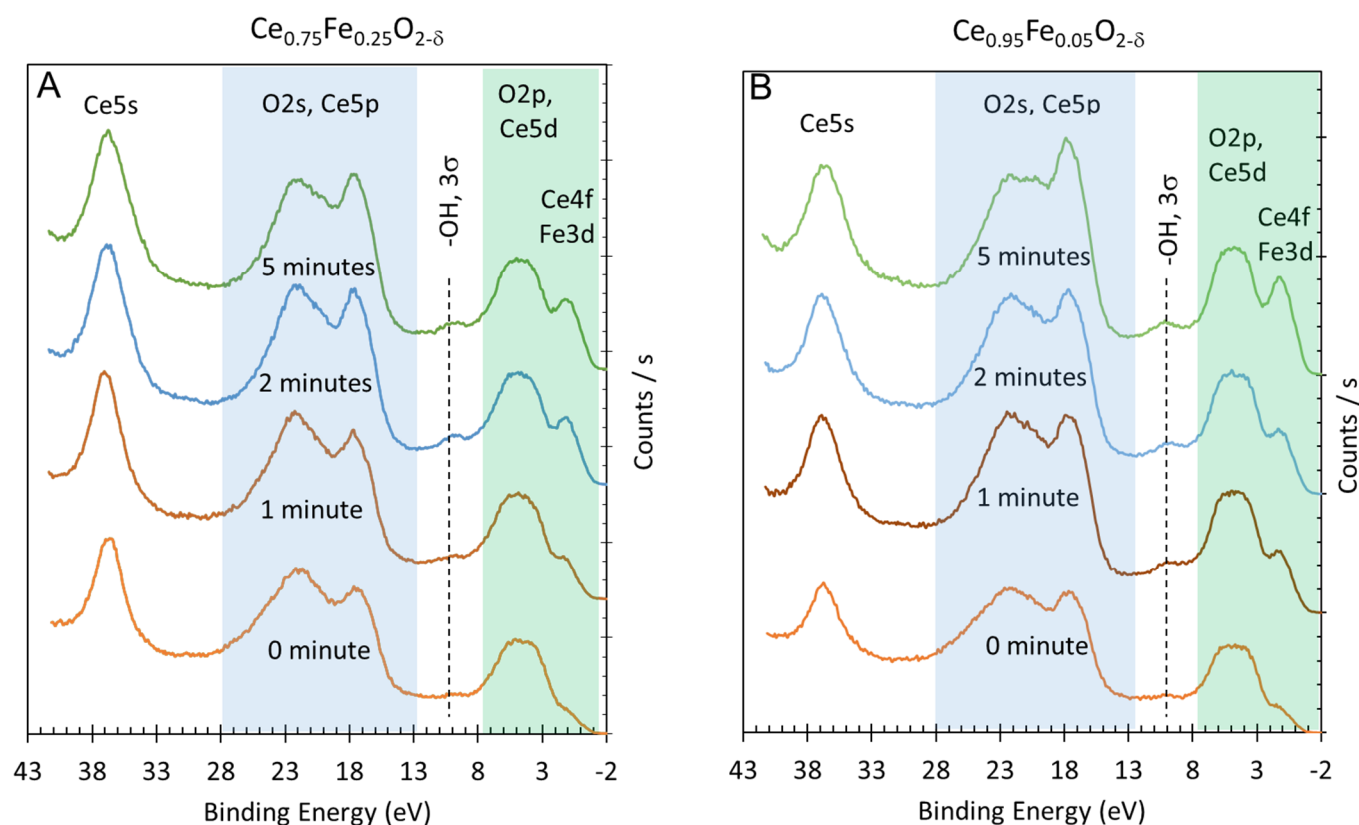 Ce0.75Fe0.25O2-δ
A
Ce5s
O2s, Ce5p
O2p,
Ce5d
-OH, 3σ
Ce4f
Fe3d
5 minutes
2 minutes
1 minute
0 minute
43 38 33 28 23 18 13 8 3 -2
Binding Energy (eV)
Counts / s
Ce0.95Fe0.05O2-δ
B
Ce5s
O2s, Ce5p
O2p,
Ce5d
-OH, 3σ
Ce4f
Fe3d
5 minutes
2 minutes
1 minute
0 minute
43 38 33 28 23 18 13 8 3 -2
Binding Energy (eV)
Counts / s